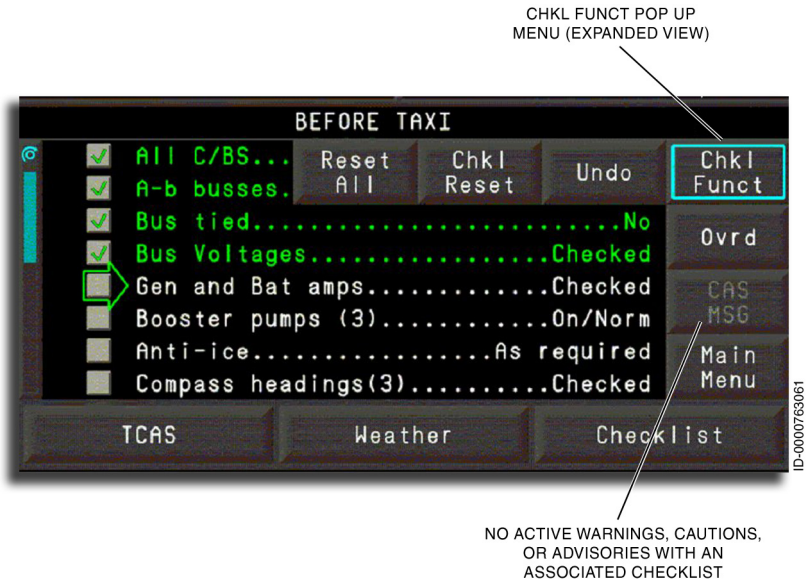 CHKL FUNCT POP UP
MENU (EXPANDED VIEW)
BEFORE TAXI
All C/BS...
A-b busses.
Bus tied............................No
Bus Voltages..................Checked
Gen and Bat amps.............Checked
Booster pumps (3)............On/Norm
Anti-ice..................As required
Compass headings(3)..........Checked
Reset
All
Chkl
Reset
Undo
Chkl
Funct
Ovrd
CAS
MSG
Main
Menu
TCAS
Weather
Checklist
ID-0000763061
NO ACTIVE WARNINGS, CAUTIONS,
OR ADVISORIES WITH AN
ASSOCIATED CHECKLIST